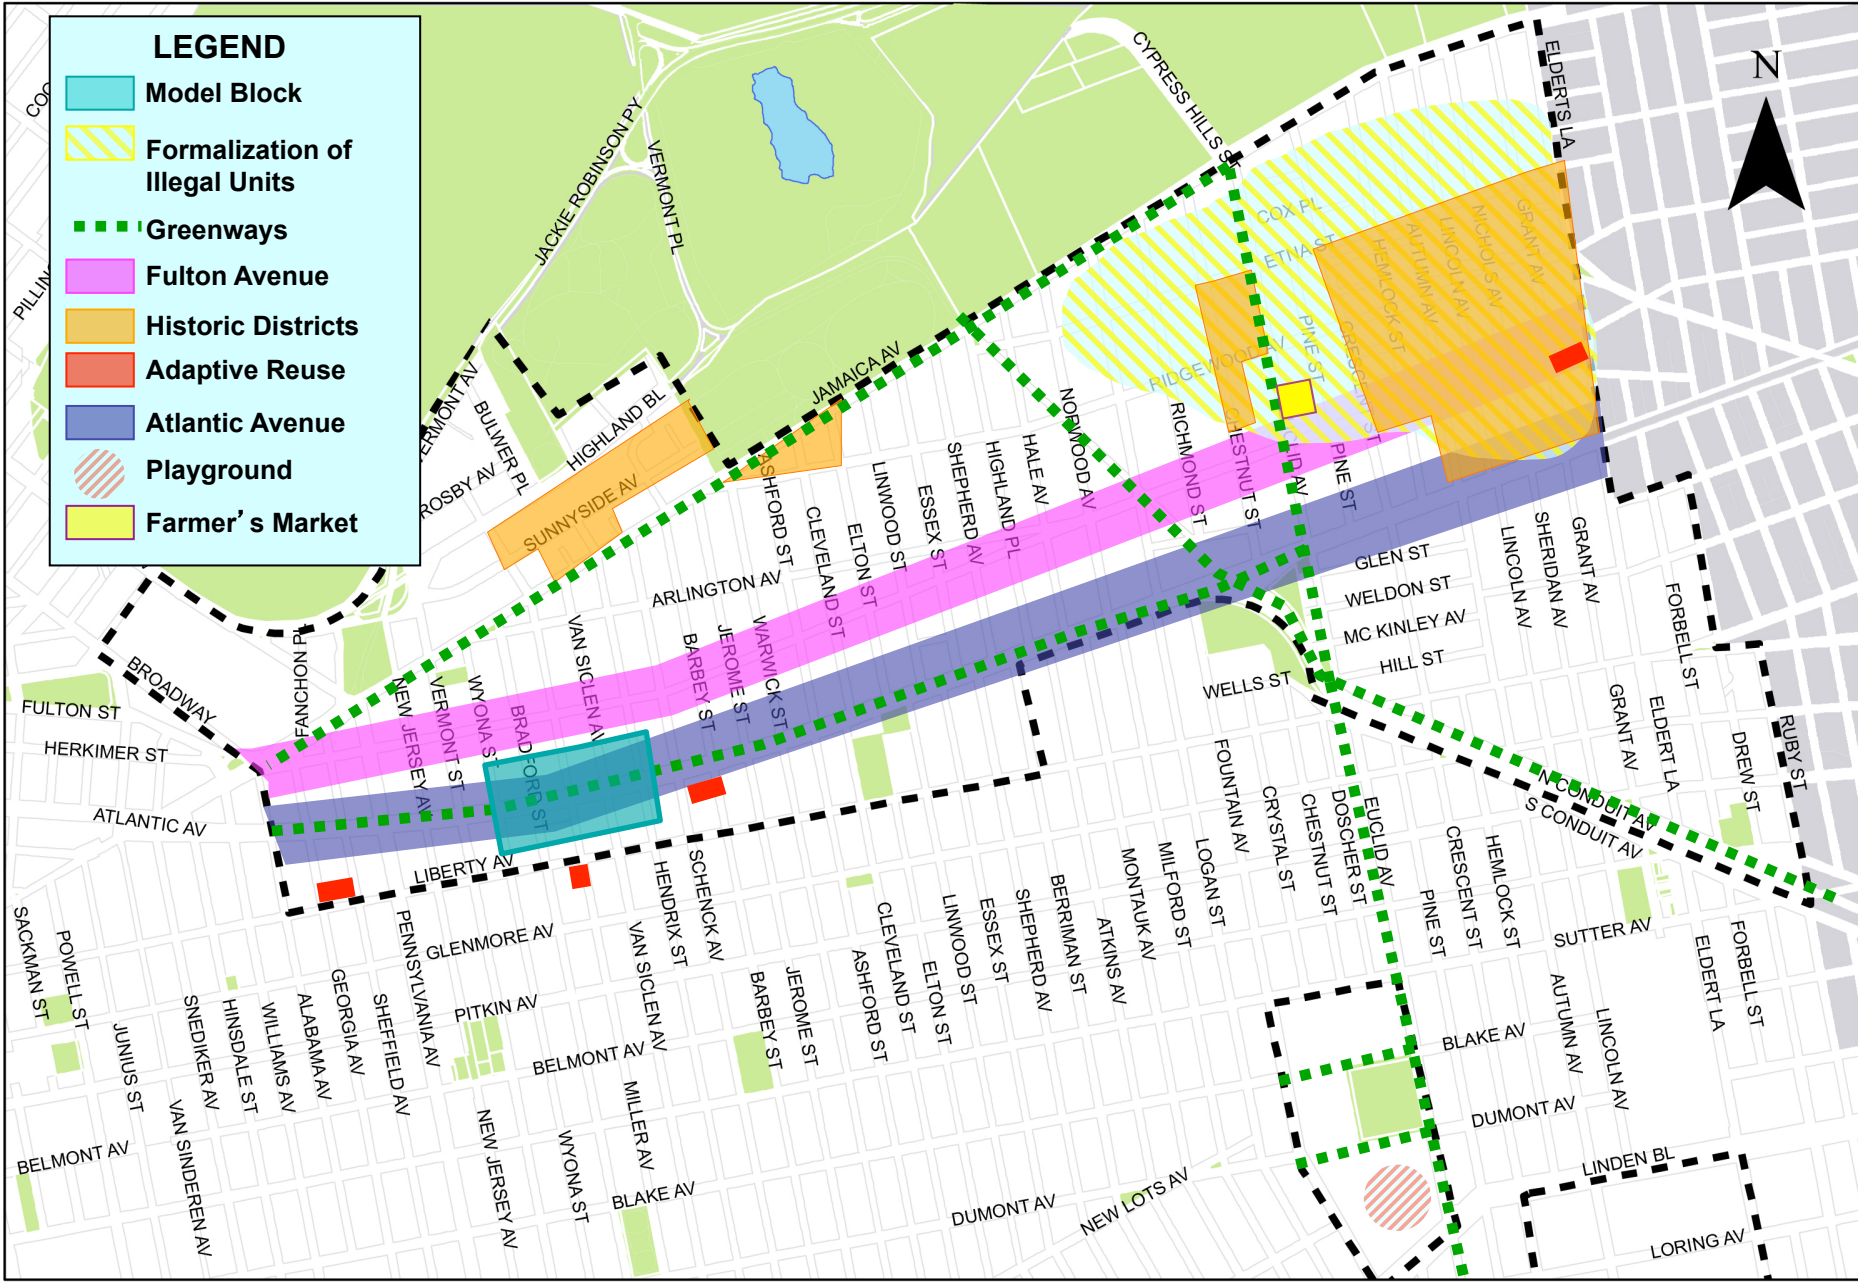 LEGEND
Model Block
Formalization of
Illegal Units
Greenways
Fulton Avenue
Historic Districts
Adaptive Reuse
Atlantic Avenue
Playground
Farmer's Market
N
CYPRESS HILLS ST
ELDERTS LA
JACKIE ROBINSON PY
VERMONT PL
COX PL
ETNA ST
GRANT AV
NICHOLS AV
LINCOLN AV
AUTUMN AV
HEMLOCK ST
CRESCENT ST
PINE ST
RIDGEWOOD AV
JAMAICA AV
HIGHLAND BL
BULWER PL
SUNNYSIDE AV
ASHFORD ST
CLEVELAND ST
ELTON ST
LINWOOD ST
ESSEX ST
SHEPHERD AV
HIGHLAND PL
HALE AV
NORWOOD AV
RICHMOND ST
CHESTNUT ST
PINE ST
ARLINGTON AV
VAN SICLEN AV
BARBEY ST
JEROME ST
WARWICK ST
GLEN ST
WELDON ST
MC KINLEY AV
HILL ST
WELLS ST
LINCOLN AV
SHERIDAN AV
GRANT AV
FORBELL ST
GRANT AV
ELDERT LA
DREW ST
RUBY ST
N CONDUIT AV
S CONDUIT AV
BROADWAY
FANCHON PL
FULTON ST
HERKIMER ST
ATLANTIC AV
NEW JERSEY AV
VERMONT ST
WYONA ST
BRADFORD ST
LIBERTY AV
HENDRIX ST
SCHENCK AV
FOUNTAIN AV
CRYSTAL ST
CHESTNUT ST
DOSCHER ST
EUCLID AV
LOGAN ST
MILFORD ST
MONTAUK AV
ATKINS AV
BERRIMAN ST
SHEPHERD AV
ESSEX ST
LINWOOD ST
ELTON ST
CLEVELAND ST
ASHFORD ST
PINE ST
CRESCENT ST
HEMLOCK ST
SUTTER AV
ELDERT LA
FORBELL ST
AUTUMN AV
LINCOLN AV
BLAKE AV
DUMONT AV
LINDEN BL
LORING AV
SACKMAN ST
POWELL ST
JUNIUS ST
VAN SINDEREN AV
SNEDIKER AV
HINSDALE ST
WILLIAMS AV
ALABAMA AV
GEORGIA AV
SHEFFIELD AV
PENNSYLVANIA AV
GLENMORE AV
PITKIN AV
BELMONT AV
VAN SICLEN AV
BARBEY ST
JEROME ST
NEW JERSEY AV
WYONA ST
MILLER AV
BLAKE AV
BELMONT AV
DUMONT AV
NEW LOTS AV